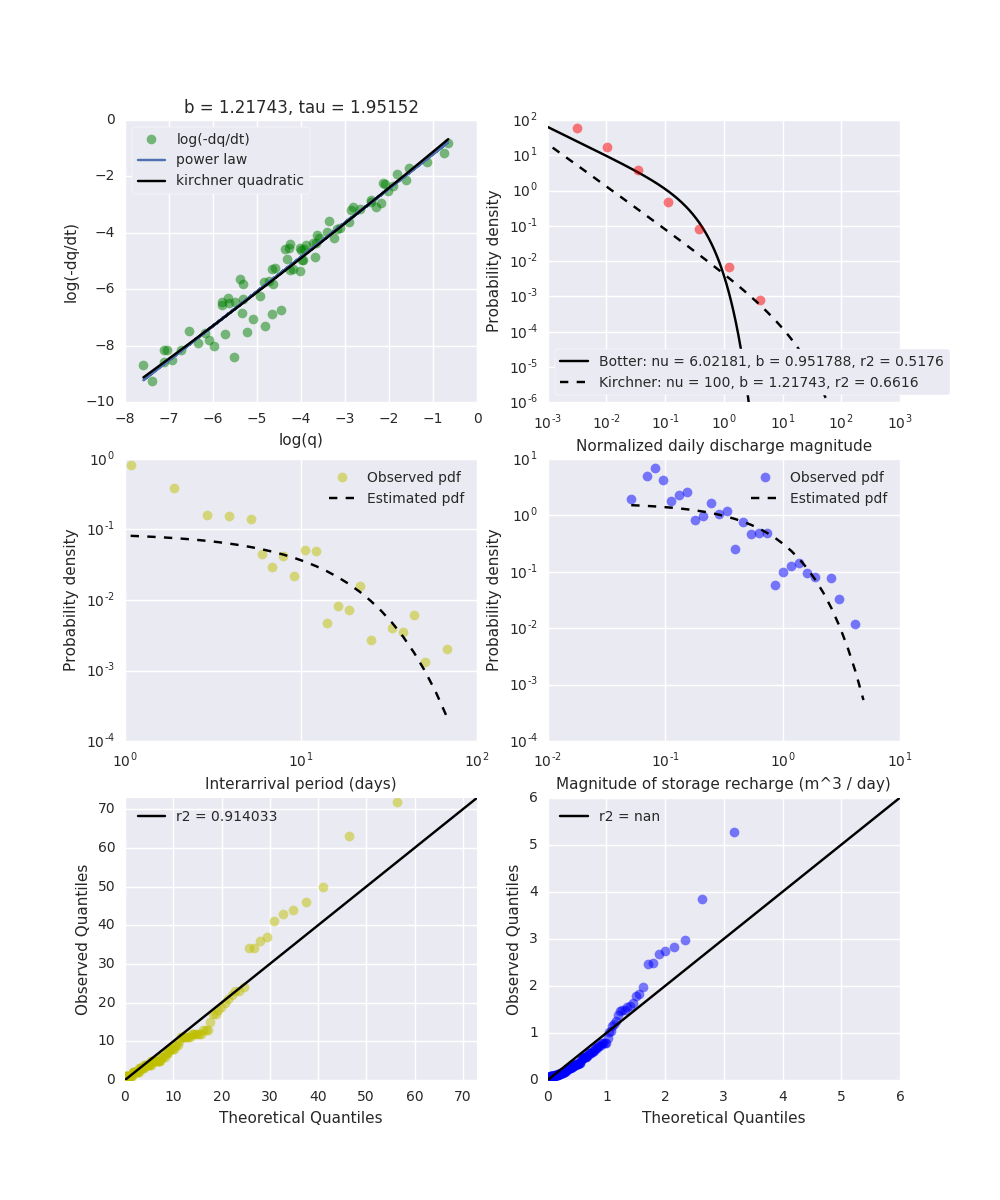 b = 1.21743, tau = 1.95152
0
−2
−4
−6
−8
−10
log(-dq/dt)
log(-dq/dt)
power law
kirchner quadratic
−8 −7 −6 −5 −4 −3 −2 −1 0
log(q)
10^2
10^1
10^0
10^-1
10^-2
10^-3
10^-4
10^-5
10^-6
Probability density
Botter: nu = 6.02181, b = 0.951788, r2 = 0.5176
Kirchner: nu = 100, b = 1.21743, r2 = 0.6616
10^-3 10^-2 10^-1 10^0 10^1 10^2 10^3
Normalized daily discharge magnitude
10^0
10^-1
10^-2
10^-3
10^-4
Probability density
Observed pdf
Estimated pdf
10^0 10^1 10^2
Interarrival period (days)
10^1
10^0
10^-1
10^-2
10^-3
10^-4
Probability density
Observed pdf
Estimated pdf
10^-2 10^-1 10^0 10^1
Magnitude of storage recharge (m^3 / day)
70
60
50
40
30
20
10
0
Observed Quantiles
r2 = 0.914033
0 10 20 30 40 50 60 70
Theoretical Quantiles
6
5
4
3
2
1
0
Observed Quantiles
r2 = nan
0 1 2 3 4 5 6
Theoretical Quantiles